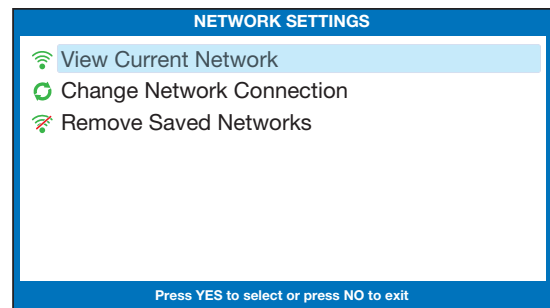 NETWORK SETTINGS
View Current Network
Change Network Connection
Remove Saved Networks
Press YES to select or press NO to exit